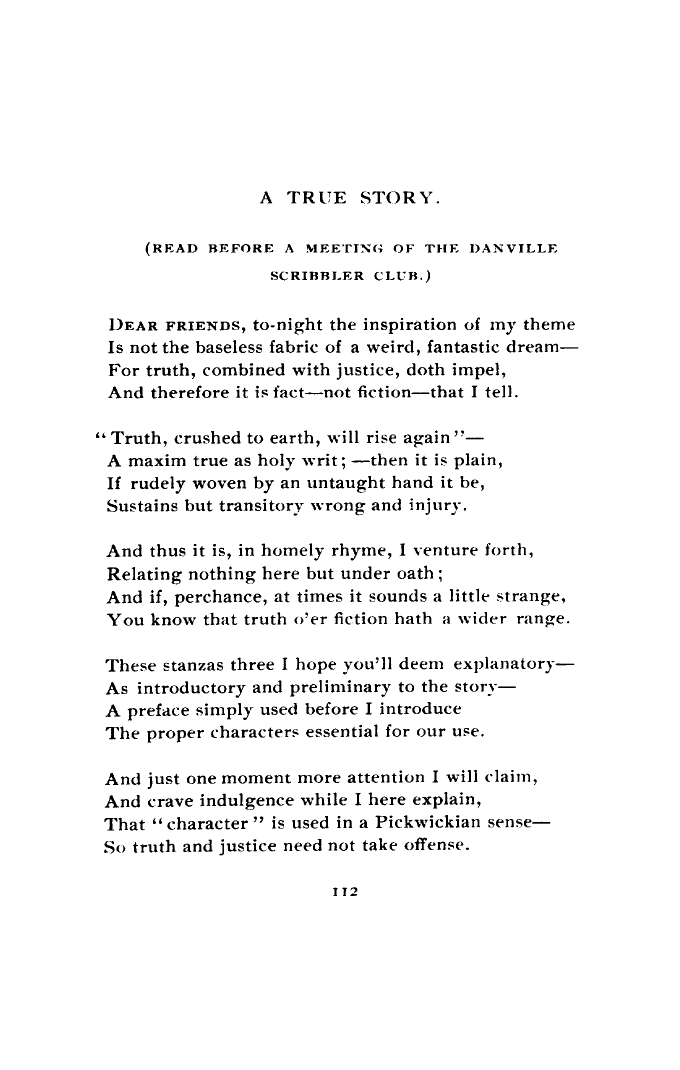 A TRUE STORY.
(READ BEFORE A MEETING OF THE DANVILLE
SCRIBBLER CLUB.)
DEAR FRIENDS, to-night the inspiration of my theme
Is not the baseless fabric of a weird, fantastic dream—
For truth, combined with justice, doth impel,
And therefore it is fact—not fiction—that I tell.
“Truth, crushed to earth, will rise again”—
A maxim true as holy writ; —then it is plain,
If rudely woven by an untaught hand it be,
Sustains but transitory wrong and injury.
And thus it is, in homely rhyme, I venture forth,
Relating nothing here but under oath;
And if, perchance, at times it sounds a little strange,
You know that truth o’er fiction hath a wider range.
These stanzas three I hope you’ll deem explanatory—
As introductory and preliminary to the story—
A preface simply used before I introduce
The proper characters essential for our use.
And just one moment more attention I will claim,
And crave indulgence while I here explain,
That “character” is used in a Pickwickian sense—
So truth and justice need not take offense.
112